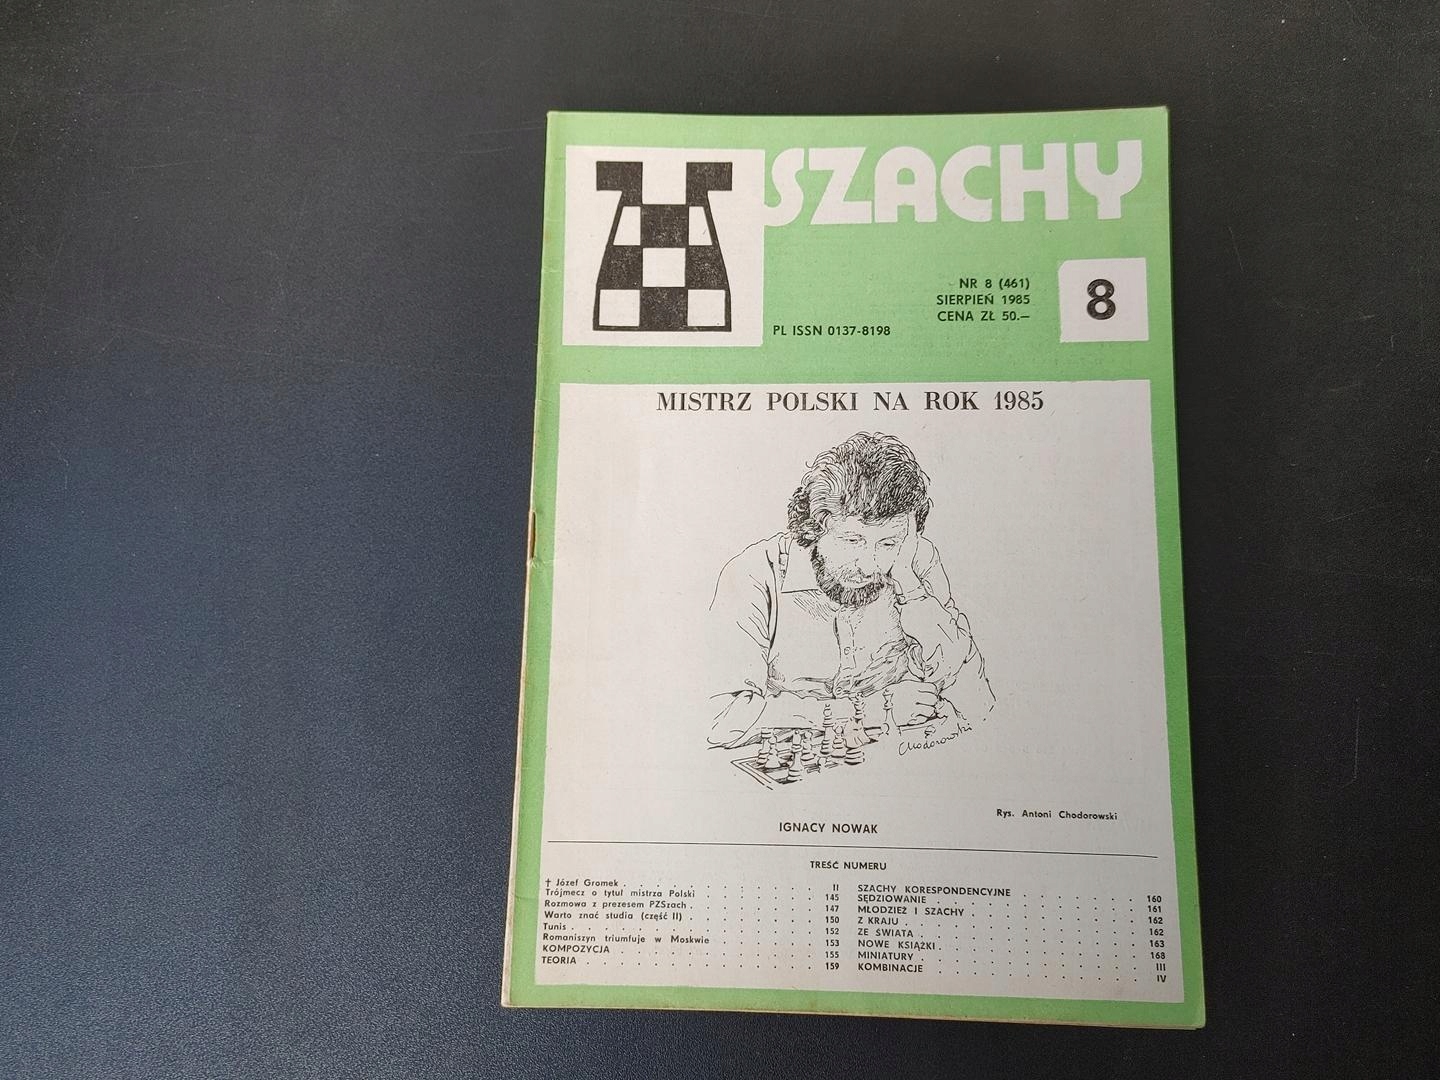 SZACHY
NR 8 (461)
SIERPIEŃ 1985
CENA ZŁ 50.—
PL ISSN 0137-8198
8
MISTRZ POLSKI NA ROK 1985
Chodorowski
Rys. Antoni Chodorowski
IGNACY NOWAK
TREŚĆ NUMERU
† Józef Gromek . . . . . . . . . . II
Trójmecz o tytuł mistrza Polski . . . . . . 145
Rozmowa z prezesem PZSzach . . . . . . . 147
Warto znać studia (część II) . . . . . . . 150
Tunis . . . . . . . . . . . . 152
Romaniszyn triumfuje w Moskwie . . . . . . 153
KOMPOZYCJA . . . . . . . . . . 155
TEORIA . . . . . . . . . . . . 159
SZACHY KORESPONDENCYJNE . . . . . . 160
SĘDZIOWANIE . . . . . . . . . . 161
MŁODZIEŻ I SZACHY . . . . . . . . 162
Z KRAJU . . . . . . . . . . . 162
ZE ŚWIATA . . . . . . . . . . 163
NOWE KSIĄŻKI . . . . . . . . . . 168
MINIATURY . . . . . . . . . . III
KOMBINACJE . . . . . . . . . . IV